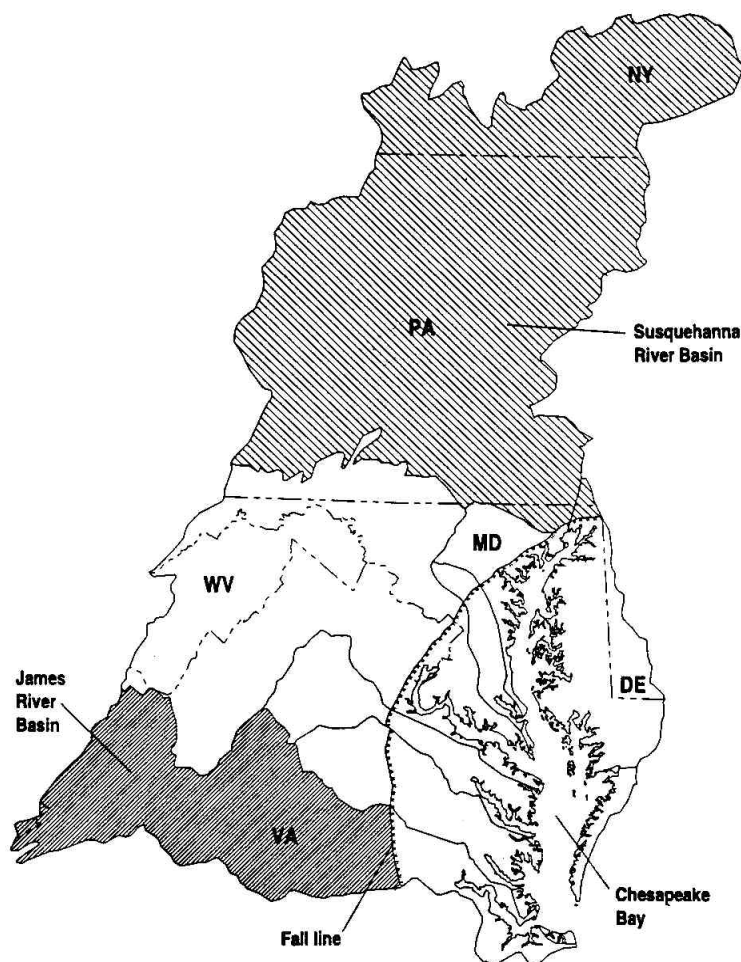 NY
PA
Susquehanna
River Basin
MD
WV
DE
James
River
Basin
VA
Chesapeake
Bay
Fall line